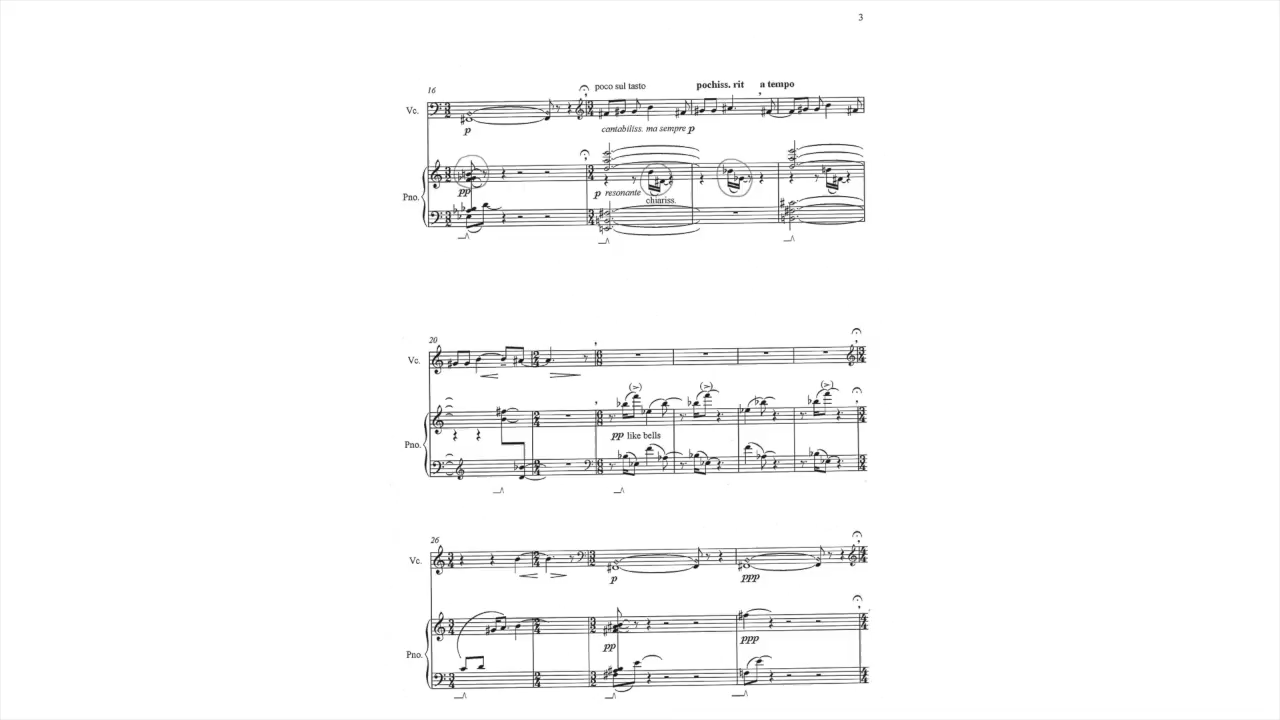 3
16
poco sul tasto
pochiss. rit
a tempo
Vc.
p
cantabiliss. ma sempre p
Pno.
pp
p resonante
chiariss.
20
Vc.
Pno.
pp like bells
26
Vc.
p
ppp
Pno.
pp
ppp